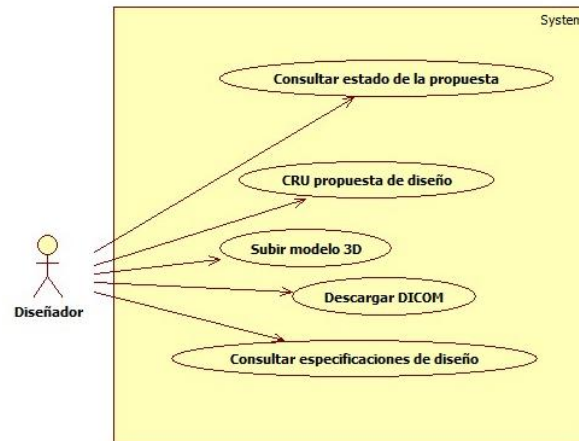 System
Consultar estado de la propuesta
CRU propuesta de diseño
Subir modelo 3D
Descargar DICOM
Diseñador
Consultar especificaciones de diseño